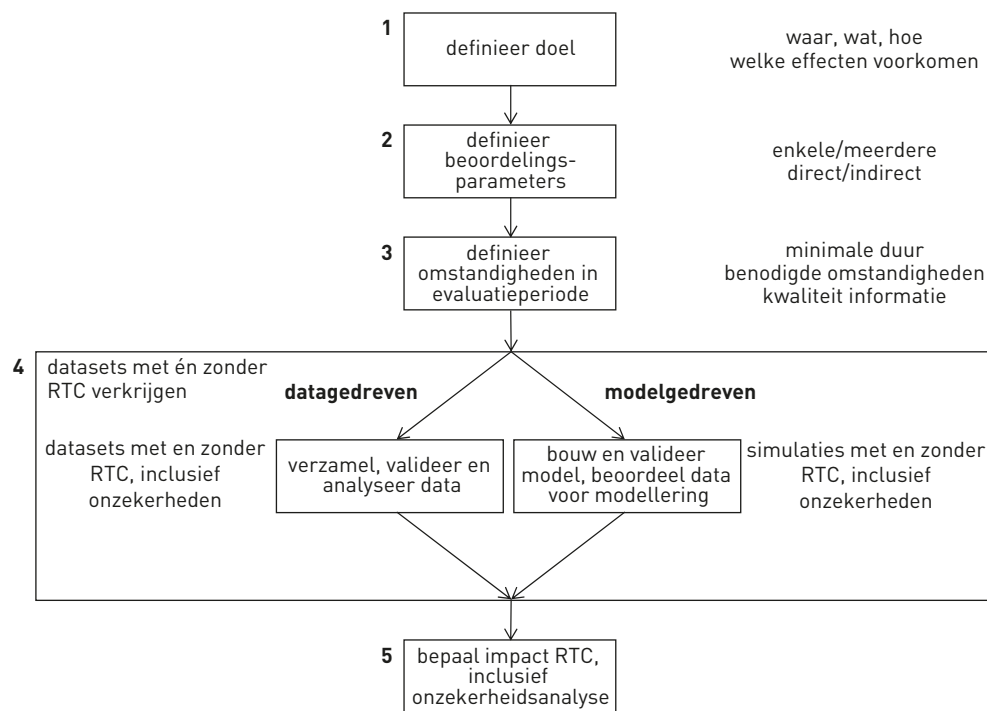 1
definieer doel
waar, wat, hoe
welke effecten voorkomen
2
definieer
beoordelings-
parameters
enkele/meerdere
direct/indirect
3
definieer
omstandigheden in
evaluatieperiode
minimale duur
benodigde omstandigheden
kwaliteit informatie
4
datasets met én zonder
RTC verkrijgen
datagedreven
modelgedreven
datasets met en zonder
RTC, inclusief
onzekerheden
verzamel, valideer en
analyseer data
bouw en valideer
model, beoordeel data
voor modellering
simulaties met en zonder
RTC, inclusief
onzekerheden
5
bepaal impact RTC,
inclusief
onzekerheidsanalyse